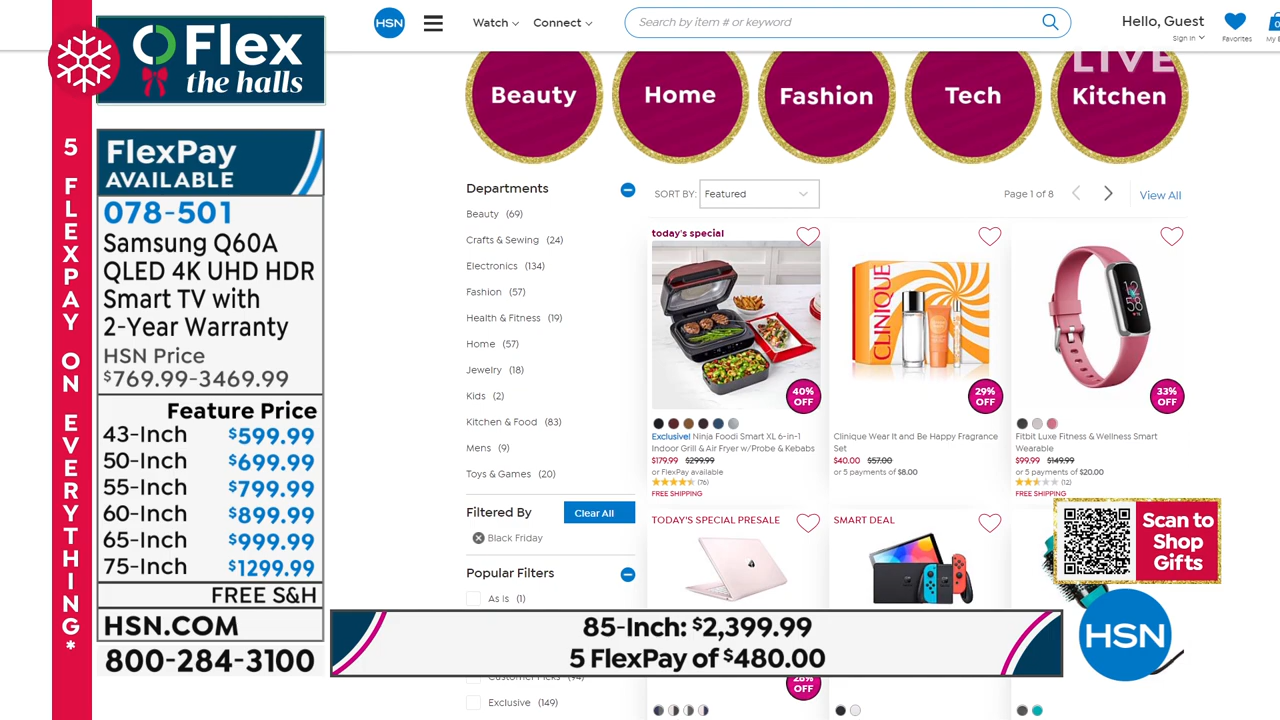 HSN
Watch
Connect
Search by item # or keyword
Hello, Guest
Sign In
Favorites
Flex
the halls
5 FLEXPAY ON EVERYTHING*
FlexPay
AVAILABLE
078-501
Samsung Q60A
QLED 4K UHD HDR
Smart TV with
2-Year Warranty
HSN Price
$769.99-3469.99
Feature Price
43-Inch $599.99
50-Inch $699.99
55-Inch $799.99
60-Inch $899.99
65-Inch $999.99
75-Inch $1299.99
FREE S&H
HSN.COM
800-284-3100
Beauty
Home
Fashion
Tech
LIVE
Kitchen
Departments
Beauty (69)
Crafts & Sewing (24)
Electronics (134)
Fashion (57)
Health & Fitness (19)
Home (57)
Jewelry (18)
Kids (2)
Kitchen & Food (83)
Mens (9)
Toys & Games (20)
Filtered By
Clear All
Black Friday
Popular Filters
As Is (1)
Customer Picks (94)
Exclusive (149)
SORT BY: Featured
Page 1 of 8
View All
today's special
40%
OFF
Exclusive! Ninja Foodi Smart XL 6-in-1
Indoor Grill & Air Fryer w/Probe & Kebabs
$179.99 $299.99
or FlexPay available
(76)
FREE SHIPPING
CLINIQUE
29%
OFF
Clinique Wear It and Be Happy Fragrance
Set
$40.00 $57.00
or 5 payments of $8.00
12
58
33%
OFF
Fitbit Luxe Fitness & Wellness Smart
Wearable
$99.99 $149.99
or 5 payments of $20.00
(12)
FREE SHIPPING
TODAY'S SPECIAL PRESALE
SMART DEAL
28%
OFF
Scan to
Shop
Gifts
85-Inch: $2,399.99
5 FlexPay of $480.00
HSN